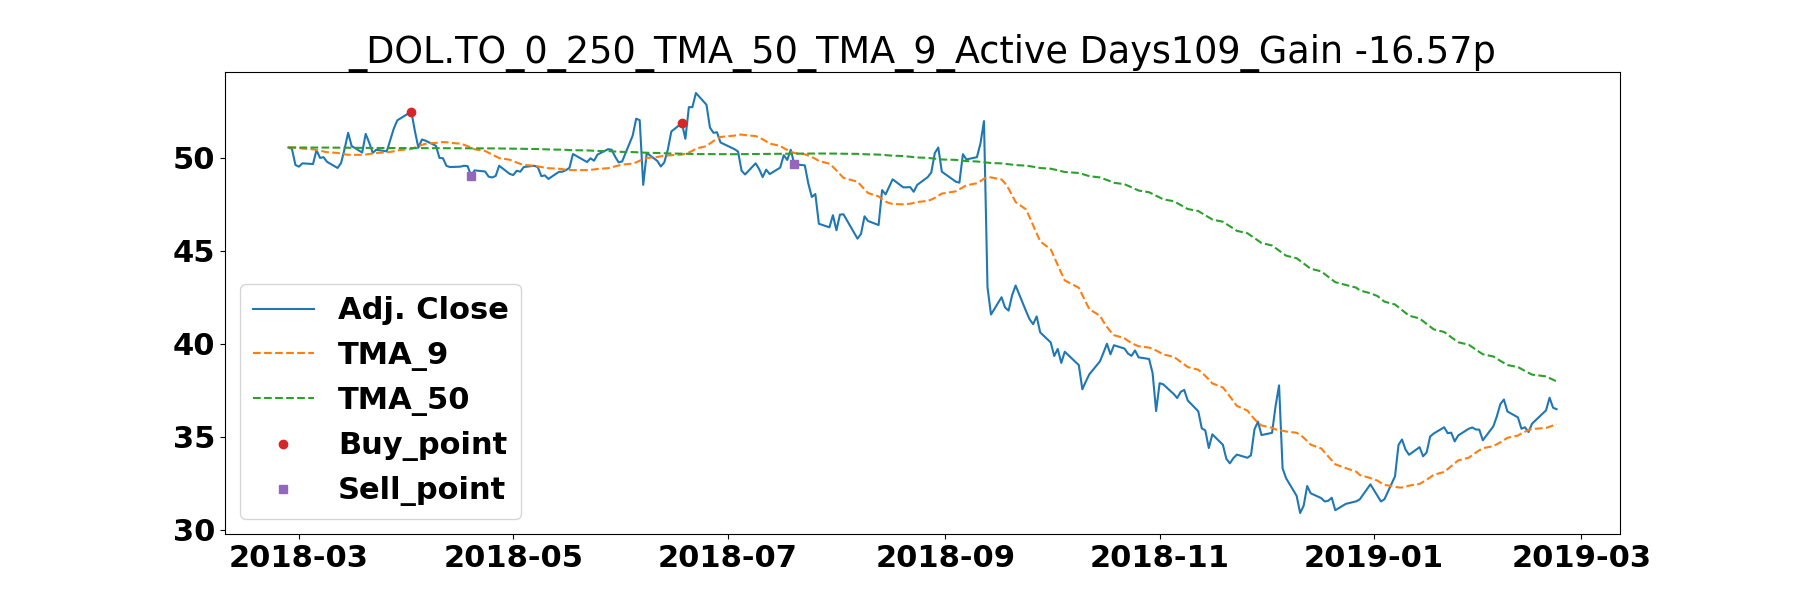 _DOL.TO_0_250_TMA_50_TMA_9_Active Days109_Gain -16.57p
50
45
40
35
30
Adj. Close
TMA_9
TMA_50
Buy_point
Sell_point
2018-03 2018-05 2018-07 2018-09 2018-11 2019-01 2019-03